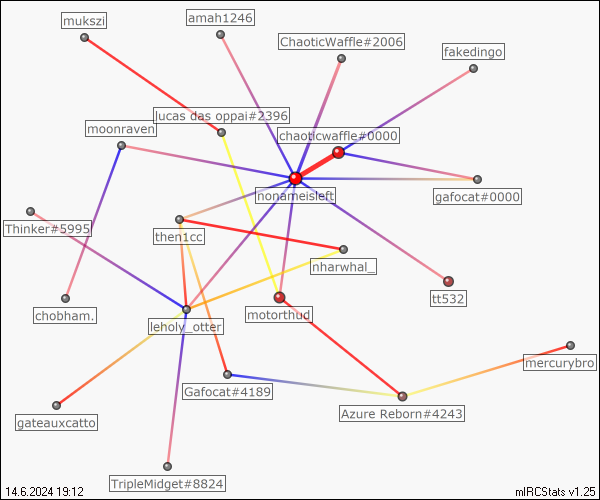 mukszi
amah1246
ChaoticWaffle#2006
fakedingo
lucas das oppai#2396
moonraven
chaoticwaffle#0000
nonameisleft
gafocat#0000
Thinker#5995
then1cc
nharwhal_
tt532
chobham.
leholy_otter
motorthud
mercurybro
Gafocat#4189
Azure Reborn#4243
gateauxcatto
TripleMidget#8824
14.6.2024 19:12
mIRCStats v1.25